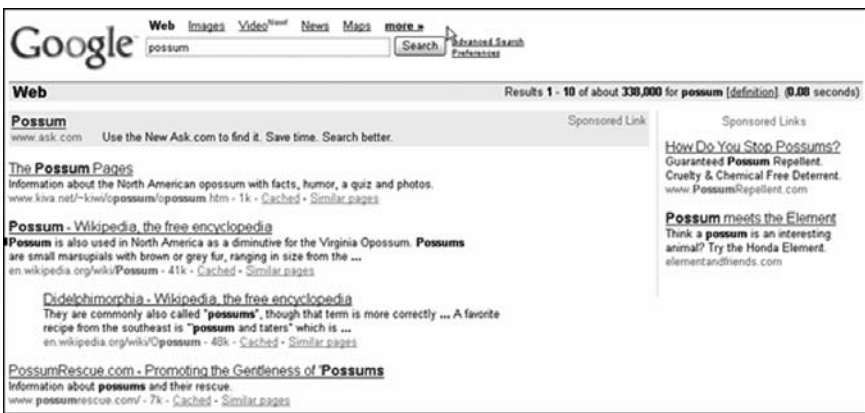 Google™ Web Images Video New! News Maps more »
possum Search Advanced Search
Preferences
Web Results 1 - 10 of about 338,000 for possum [definition]. (0.08 seconds)
Possum Sponsored Link
www.ask.com Use the New Ask.com to find it. Save time. Search better.
The Possum Pages
Information about the North American opossum with facts, humor, a quiz and photos.
www.kiva.net/~kiwi/opossum/opossum.htm - 1k - Cached - Similar pages
Possum - Wikipedia, the free encyclopedia
Possum is also used in North America as a diminutive for the Virginia Opossum. Possums
are small marsupials with brown or grey fur, ranging in size from the ...
en.wikipedia.org/wiki/Possum - 41k - Cached - Similar pages
Didelphimorphia - Wikipedia, the free encyclopedia
They are commonly also called "possums", though that term is more correctly ... A favorite
recipe from the southeast is "'possum and taters" which is ...
en.wikipedia.org/wiki/Opossum - 48k - Cached - Similar pages
PossumRescue.com - Promoting the Gentleness of 'Possums
Information about possums and their rescue.
www.possumrescue.com/ - 7k - Cached - Similar pages
Sponsored Links
How Do You Stop Possums?
Guaranteed Possum Repellent.
Cruelty & Chemical Free Deterrent.
www.PossumRepellent.com
Possum meets the Element
Think a possum is an interesting
animal? Try the Honda Element.
elementandfriends.com